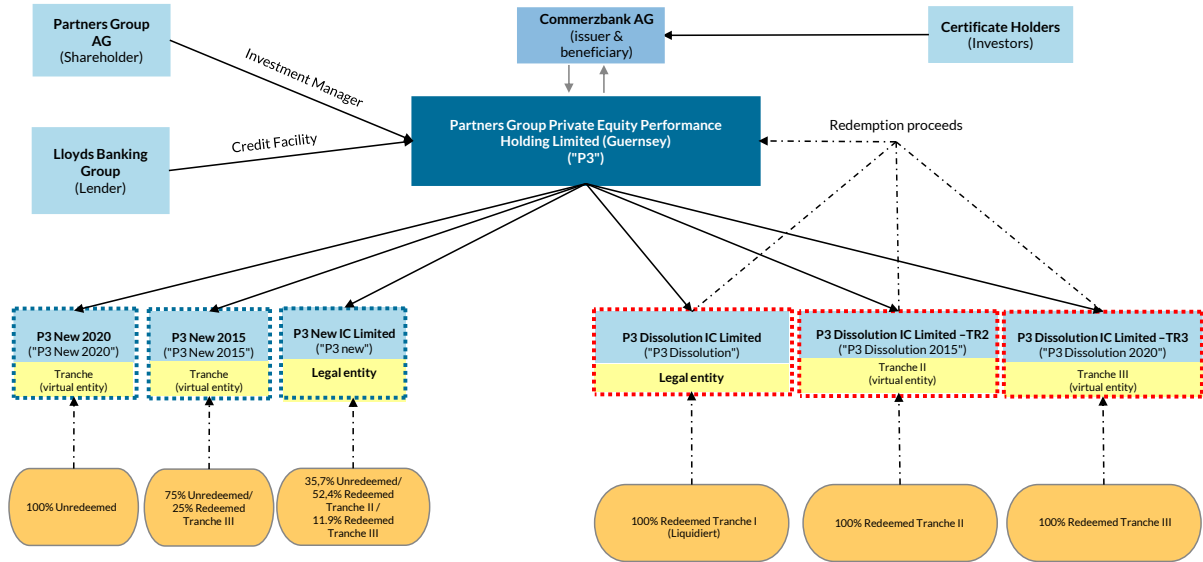 Partners Group
AG
(Shareholder)
Commerzbank AG
(issuer &
beneficiary)
Certificate Holders
(Investors)
Investment Manager
Lloyds Banking
Group
(Lender)
Credit Facility
Partners Group Private Equity Performance
Holding Limited (Guernsey)
("P3")
Redemption proceeds
P3 New 2020
("P3 New 2020")
Tranche
(virtual entity)
P3 New 2015
("P3 New 2015")
Tranche
(virtual entity)
P3 New IC Limited
("P3 new")
Legal entity
P3 Dissolution IC Limited
("P3 Dissolution")
Legal entity
P3 Dissolution IC Limited –TR2
("P3 Dissolution 2015")
Tranche II
(virtual entity)
P3 Dissolution IC Limited –TR3
("P3 Dissolution 2020")
Tranche III
(virtual entity)
100% Unredeemed
75% Unredeemed/
25% Redeemed
Tranche III
35,7% Unredeemed/
52,4% Redeemed
Tranche II /
11.9% Redeemed
Tranche III
100% Redeemed Tranche I
(Liquidiert)
100% Redeemed Tranche II
100% Redeemed Tranche III